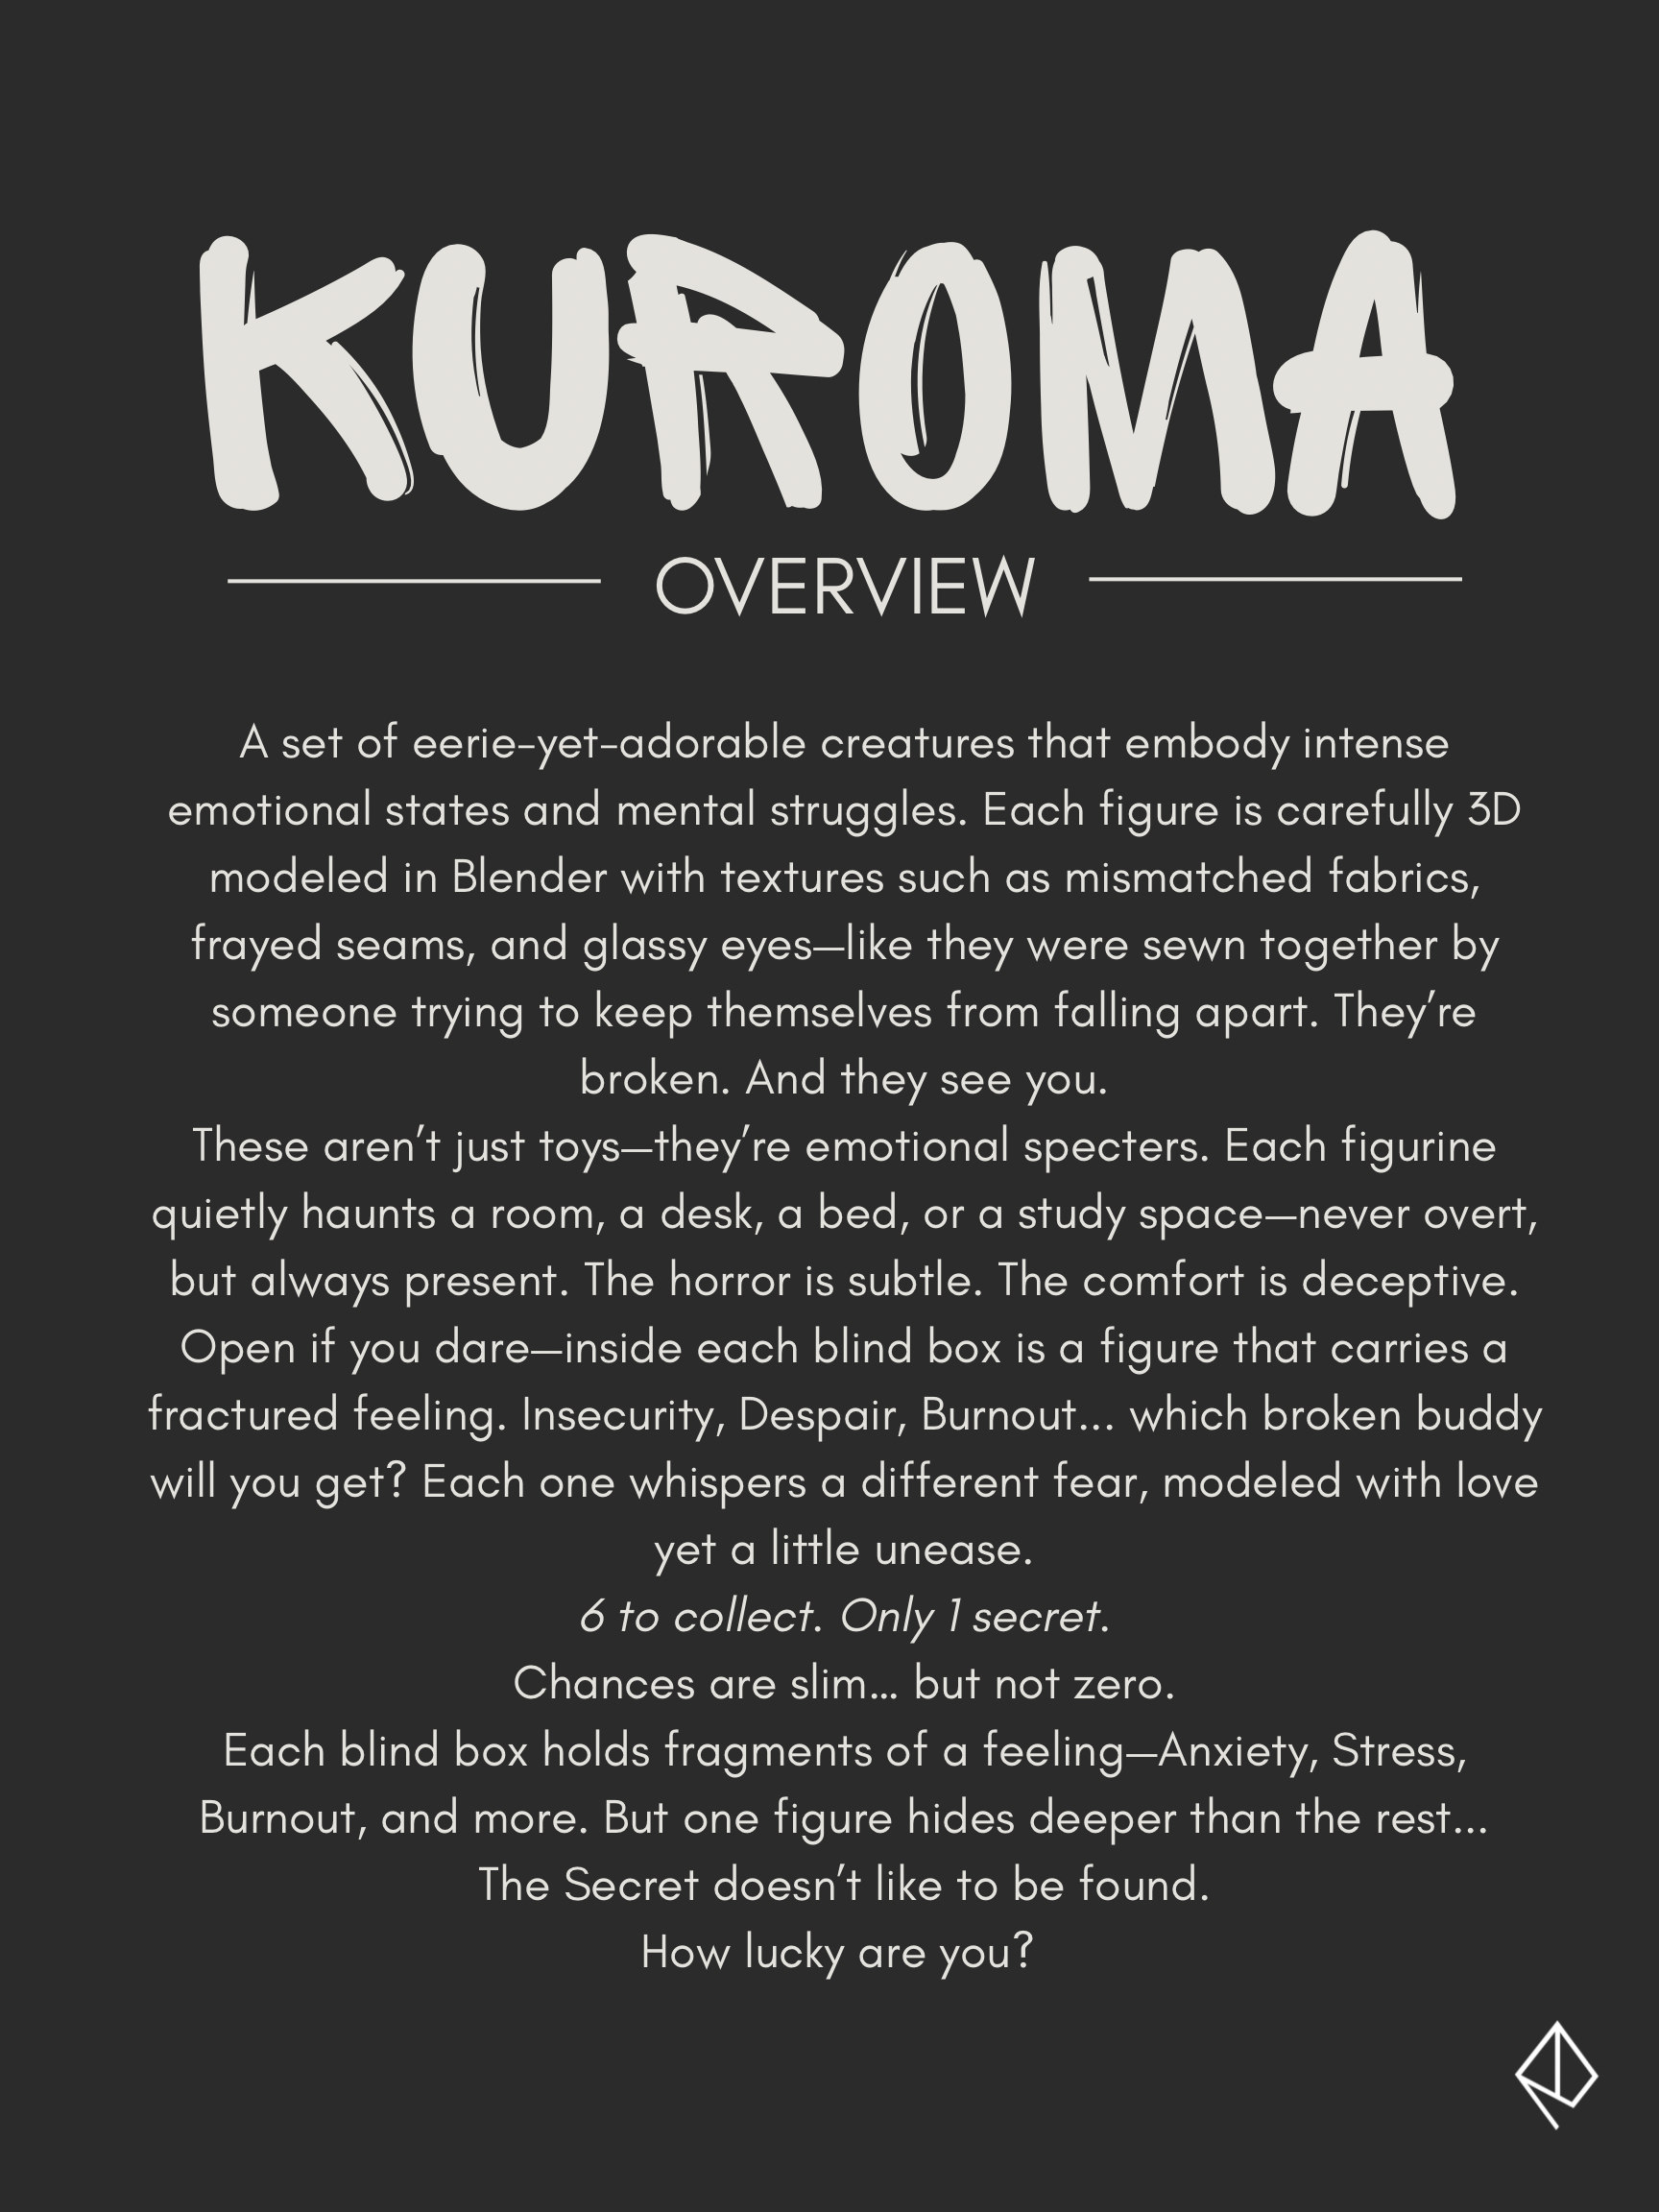 KUROMA
OVERVIEW
A set of eerie-yet-adorable creatures that embody intense
emotional states and mental struggles. Each figure is carefully 3D
modeled in Blender with textures such as mismatched fabrics,
frayed seams, and glassy eyes—like they were sewn together by
someone trying to keep themselves from falling apart. They’re
broken. And they see you.
These aren’t just toys—they’re emotional specters. Each figurine
quietly haunts a room, a desk, a bed, or a study space—never overt,
but always present. The horror is subtle. The comfort is deceptive.
Open if you dare—inside each blind box is a figure that carries a
fractured feeling. Insecurity, Despair, Burnout... which broken buddy
will you get? Each one whispers a different fear, modeled with love
yet a little unease.
6 to collect. Only 1 secret.
Chances are slim… but not zero.
Each blind box holds fragments of a feeling—Anxiety, Stress,
Burnout, and more. But one figure hides deeper than the rest...
The Secret doesn’t like to be found.
How lucky are you?